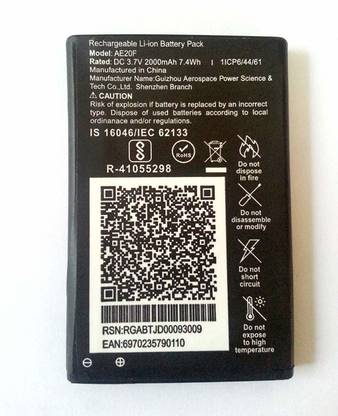 Rechargeable Li-ion Battery Pack
Model: AE20F
Rated: DC 3.7V 2000mAh 7.4Wh | 1ICP6/44/61
Manufactured in China
Manufacturer Name:Guizhou Aerospace Power Science &
Tech Co.,Ltd. Shenzhen Branch
⚠ CAUTION
Risk of explosion if battery is replaced by an incorrect
type. Dispose of used batteries according to local
ordinanace and/or regulations.
IS 16046/IEC 62133
RoHS
R-41055298
Do not
dispose
in fire
Do not
disassemble
or modify
Do not
short
circuit
Do not
expose to
high
temperature
RSN:RGABTJD00093009
EAN:6970235790110
⊖ ⊕